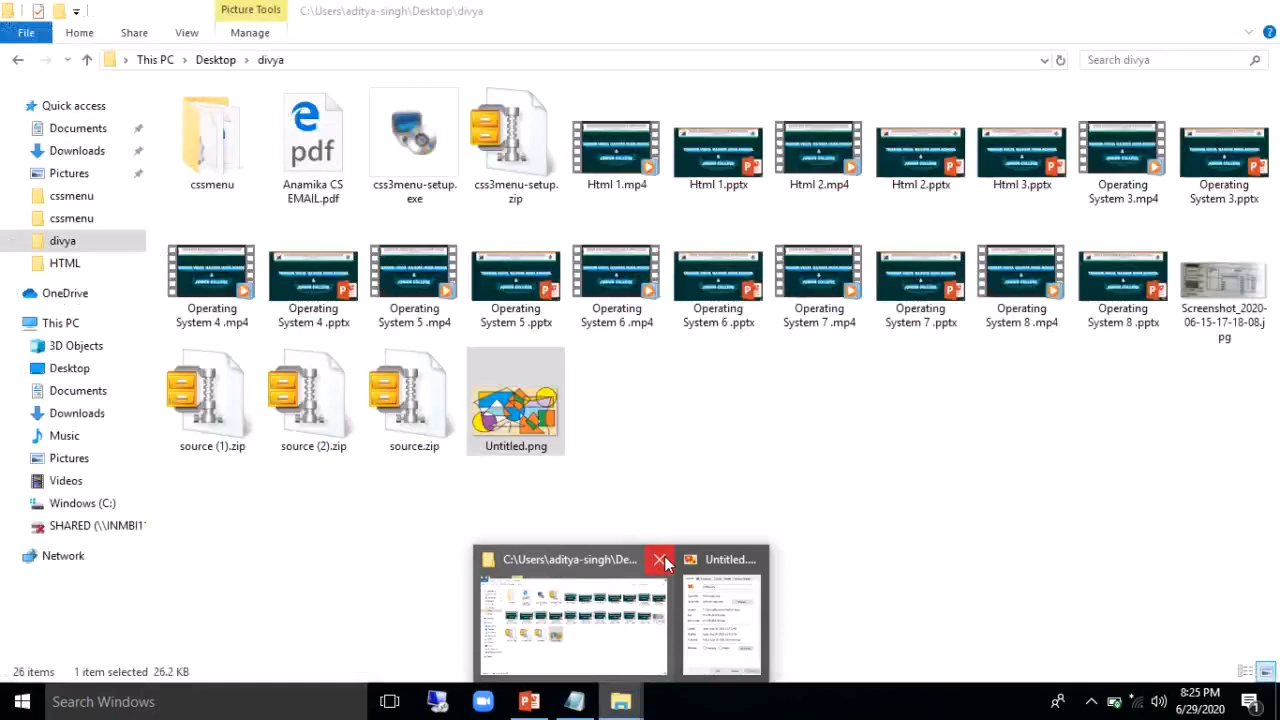 Picture Tools
C:\Users\aditya-singh\Desktop\divya
File
Home
Share
View
Manage
This PC
Desktop
divya
Search divya
Quick access
Documents
Downloads
Pictures
cssmenu
cssmenu
divya
HTML
OneDrive
This PC
3D Objects
Desktop
Documents
Downloads
Music
Pictures
Videos
Windows (C:)
SHARED (\\INMBI1
Network
cssmenu
pdf
Anamika CS
EMAIL.pdf
css3menu-setup.
exe
css3menu-setup.
zip
Html 1.mp4
Html 1.pptx
Html 2.mp4
Html 2.pptx
Html 3.pptx
Operating
System 3.mp4
Operating
System 3.pptx
Operating
System 4 .mp4
Operating
System 4 .pptx
Operating
System 5 .mp4
Operating
System 5 .pptx
Operating
System 6 .mp4
Operating
System 6 .pptx
Operating
System 7 .mp4
Operating
System 7 .pptx
Operating
System 8 .mp4
Operating
System 8 .pptx
Screenshot_2020-
06-15-17-18-08.j
pg
source (1).zip
source (2).zip
source.zip
Untitled.png
C:\Users\aditya-singh\De...
Untitled....
26 items
1 item selected 26.2 KB
Search Windows
8:25 PM
6/29/2020
1